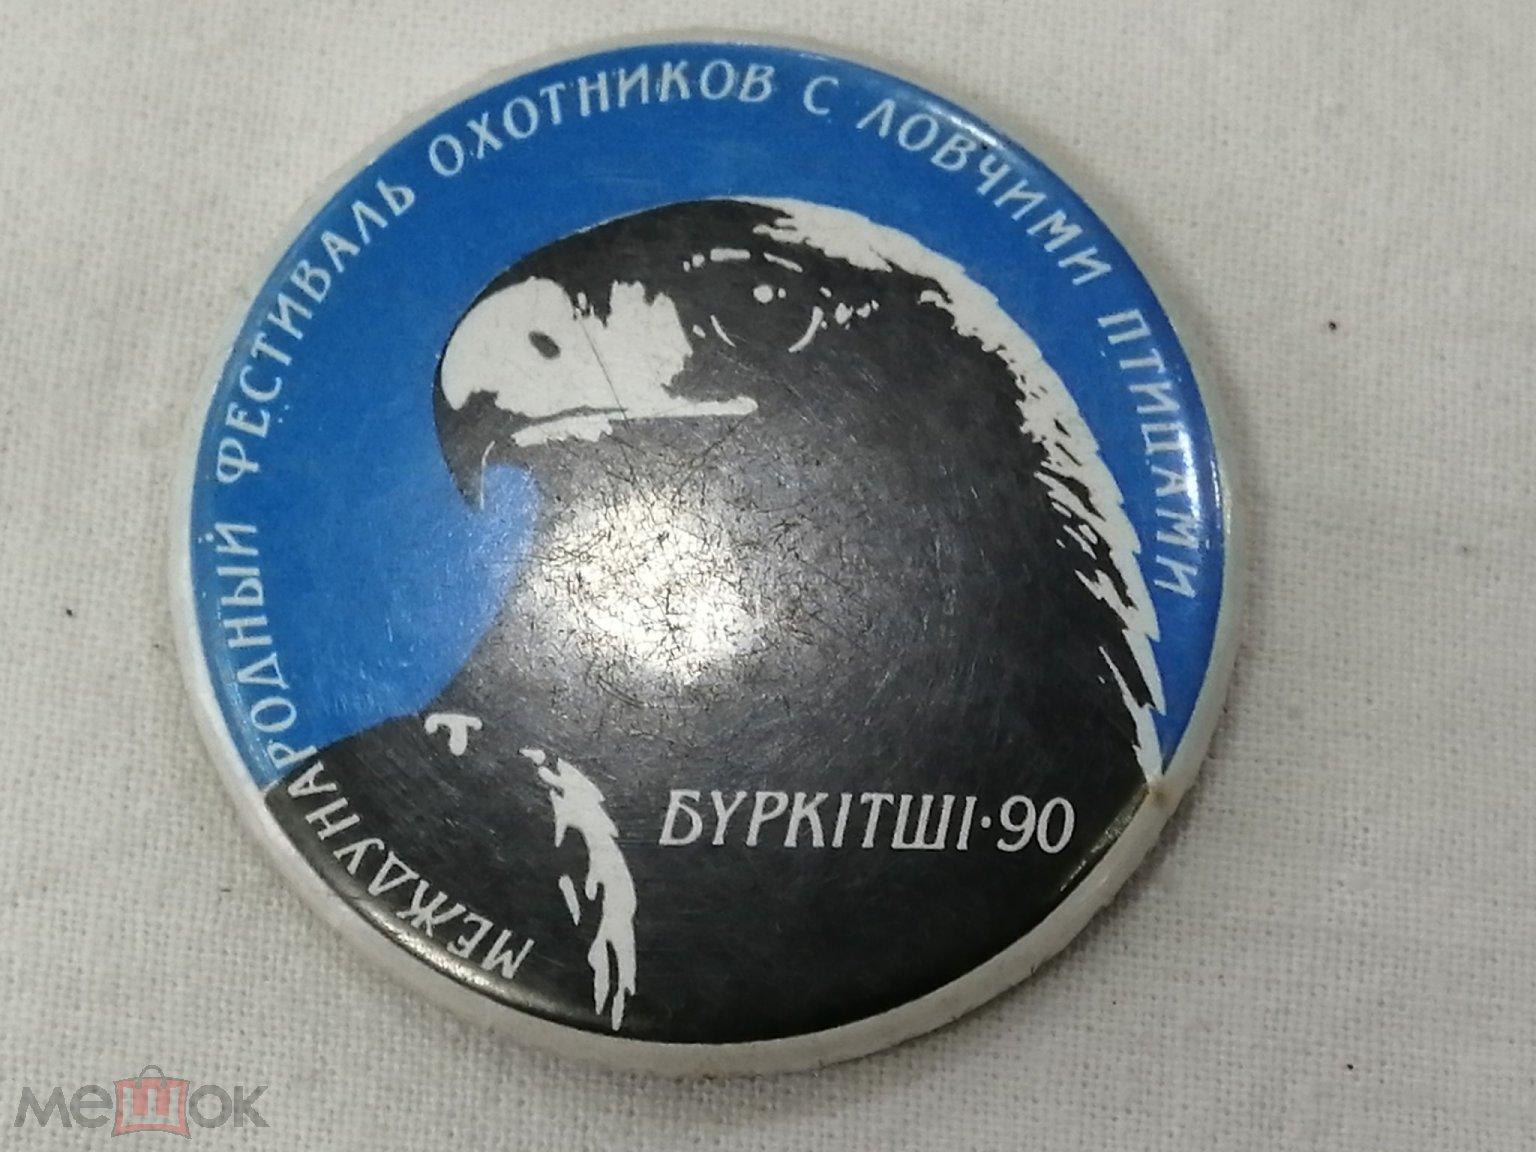 МЕЖДУНАРОДНЫЙ ФЕСТИВАЛЬ ОХОТНИКОВ С ЛОВЧИМИ ПТИЦАМИ
БҮРКІТШІ·90
мешок